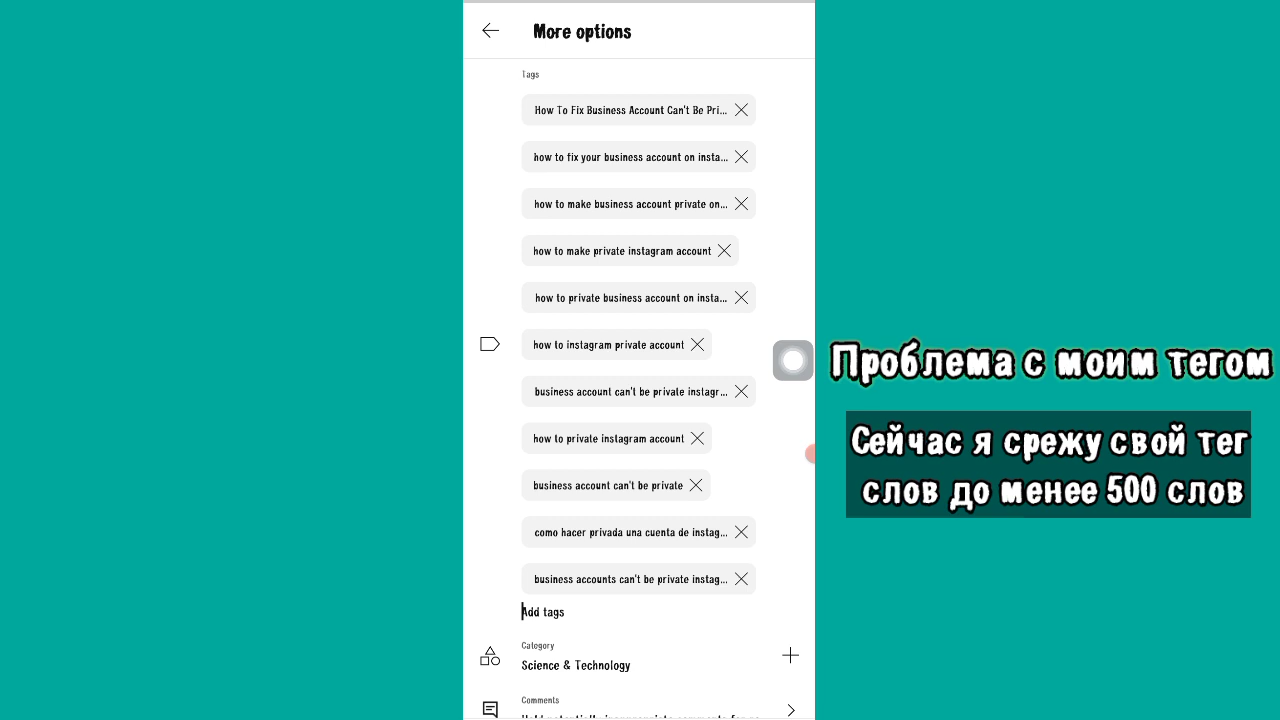 More options
Tags
How To Fix Business Account Can't Be Pri...
how to fix your business account on insta...
how to make business account private on...
how to make private instagram account
how to private business account on insta...
how to instagram private account
business account can't be private instagr...
how to private instagram account
business account can't be private
como hacer privada una cuenta de instag...
business accounts can't be private instag...
Add tags
Category
Science & Technology
Comments
Проблема с моим тегом
Сейчас я срежу свой тег
слов до менее 500 слов